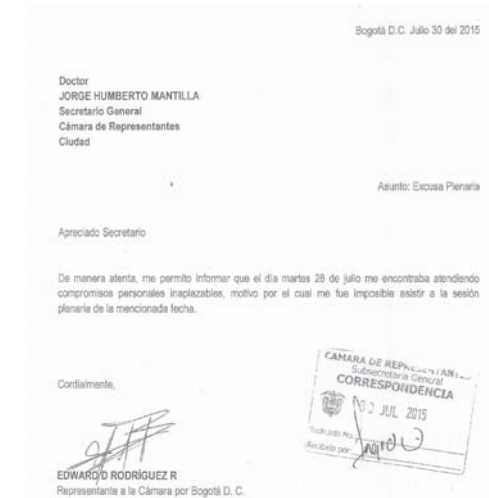 Bogotá D.C. Julio 30 del 2015
Doctor
JORGE HUMBERTO MANTILLA
Secretario General
Cámara de Representantes
Ciudad
Asunto: Excusa Plenaria
Apreciado Secretario
De manera atenta, me permito informar que el día martes 28 de julio me encontraba atendiendo
compromisos personales inaplazables, motivo por el cual me fue imposible asistir a la sesión
plenaria de la mencionada fecha.
Cordialmente,
CAMARA DE
Subsecretaria General
CORRESPONDENCIA
JUL 2015
Radicado No.
Recibido por:
EDWARD D RODRÍGUEZ R
Representante a la Cámara por Bogotá D. C.